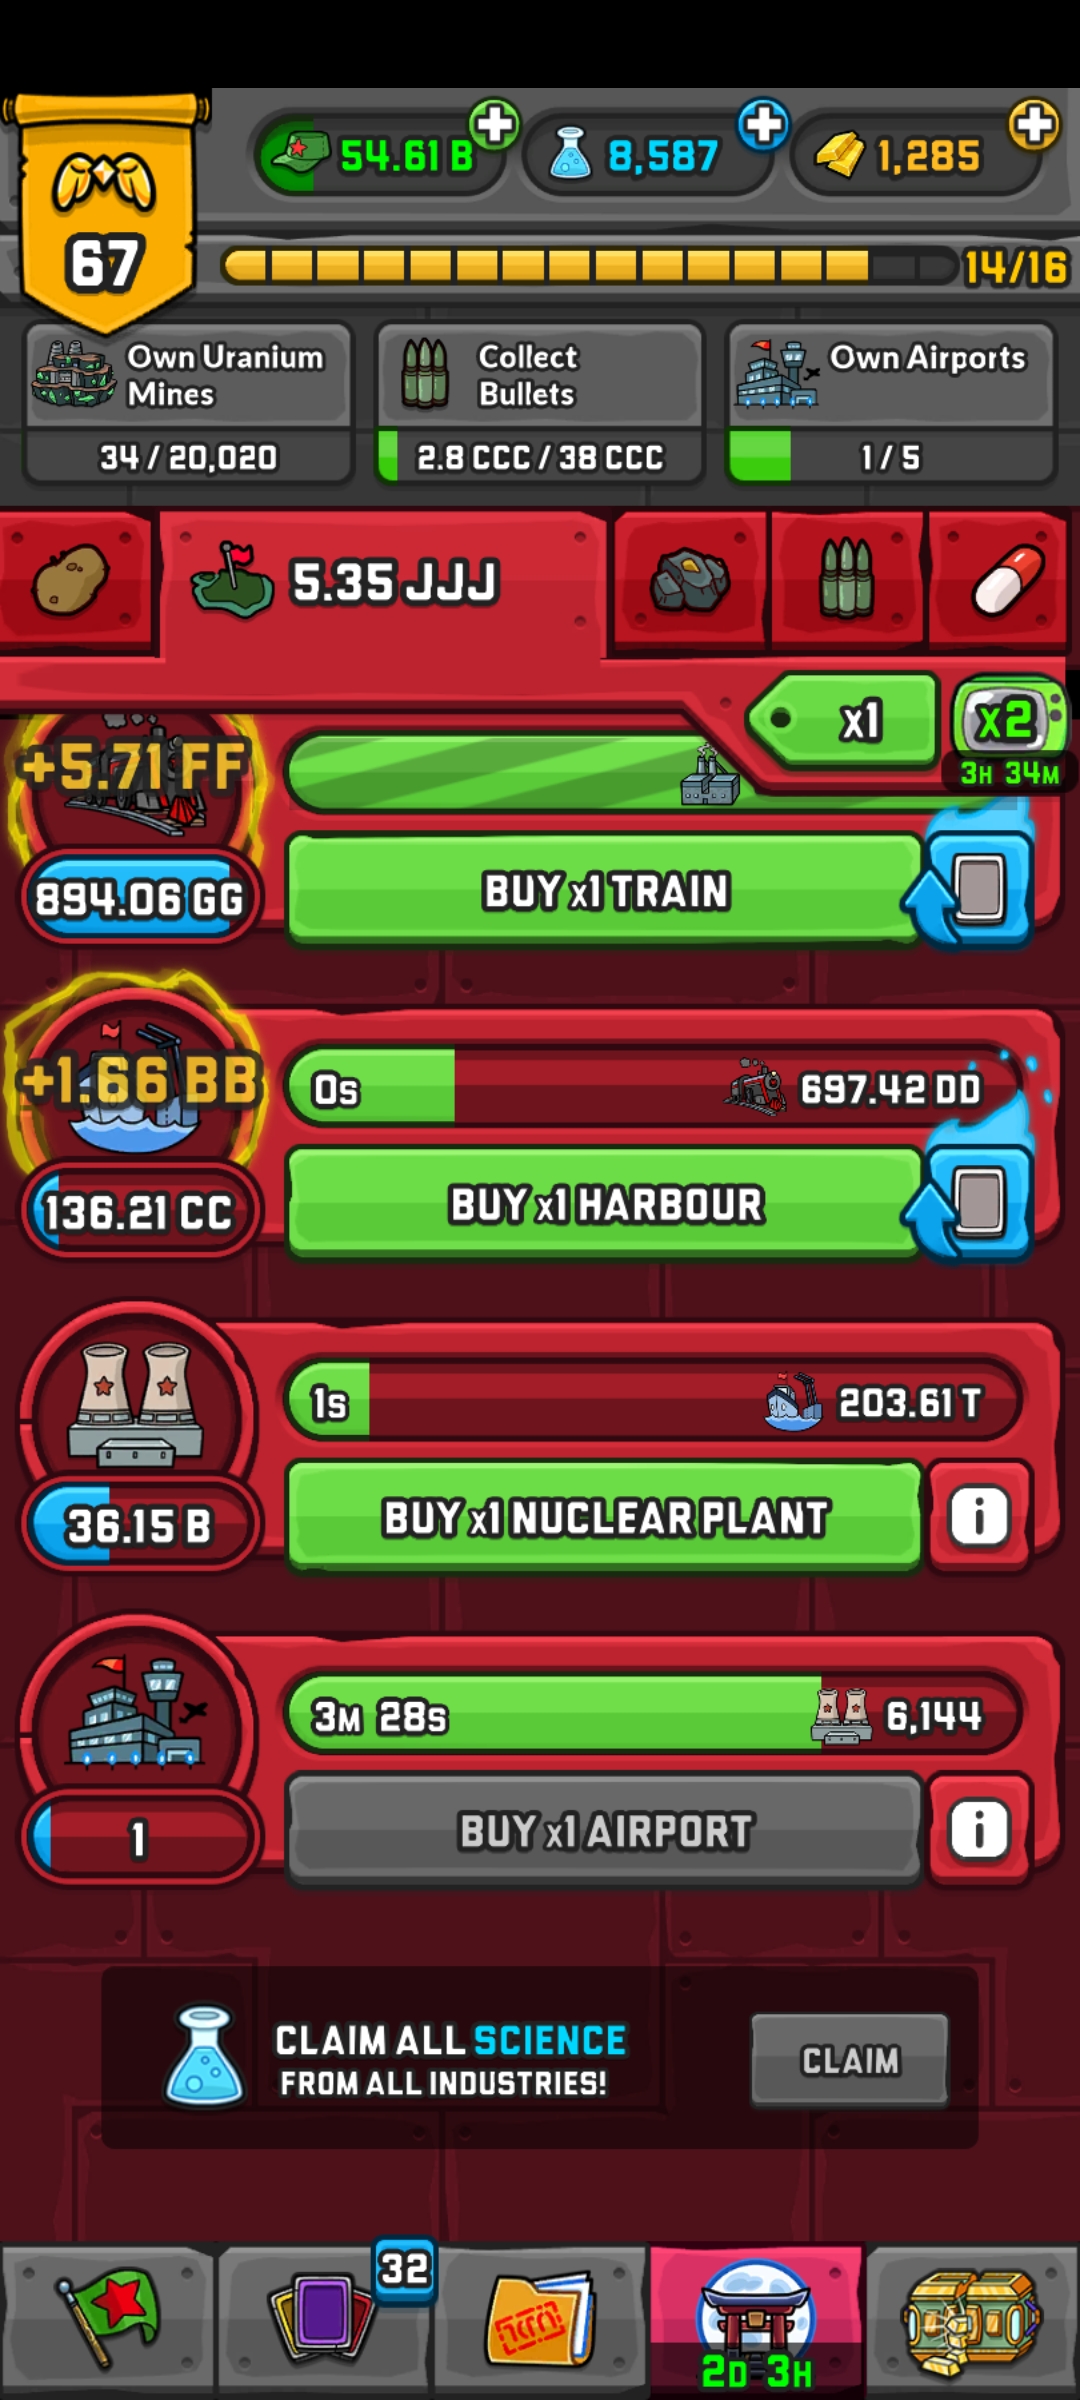 54.61 B
8,587
1,285
67
14/16
Own Uranium
Mines
34 / 20,020
Collect
Bullets
2.8 CCC / 38 CCC
Own Airports
1 / 5
5.35 JJJ
x1
x2
3H 34M
+5.71 FF
894.06 GG
BUY x1 TRAIN
+1.66 BB
0s
697.42 DD
136.21 CC
BUY x1 HARBOUR
1s
203.61 T
36.15 B
BUY x1 NUCLEAR PLANT
i
3M 28s
6,144
1
BUY x1 AIRPORT
i
CLAIM ALL SCIENCE
FROM ALL INDUSTRIES!
CLAIM
32
2D 3H